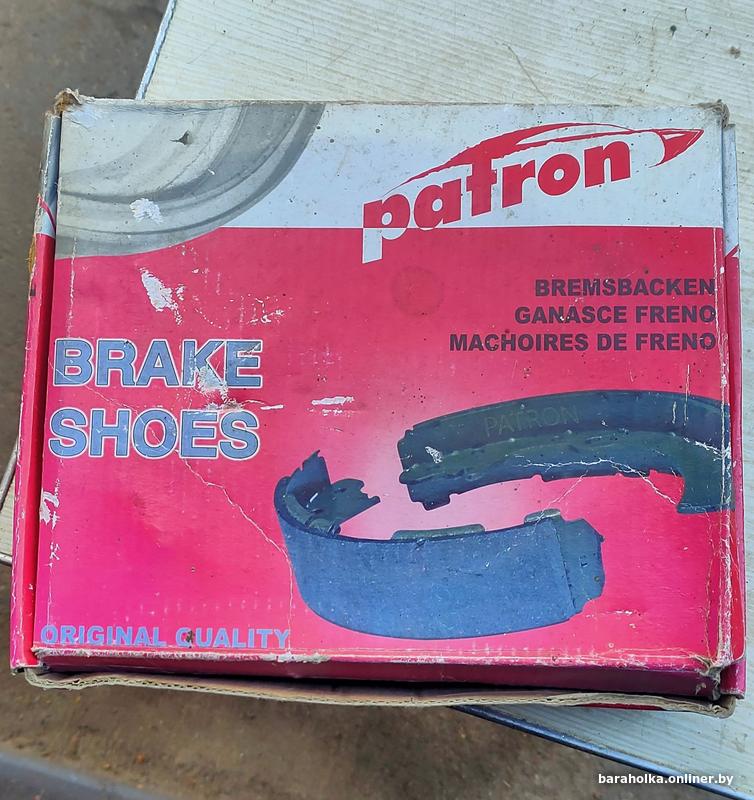 patron
BREMSBACKEN
GANASCE FRENO
MACHOIRES DE FRENO
BRAKE
SHOES
PATRON
ORIGINAL QUALITY
baraholka.onliner.by